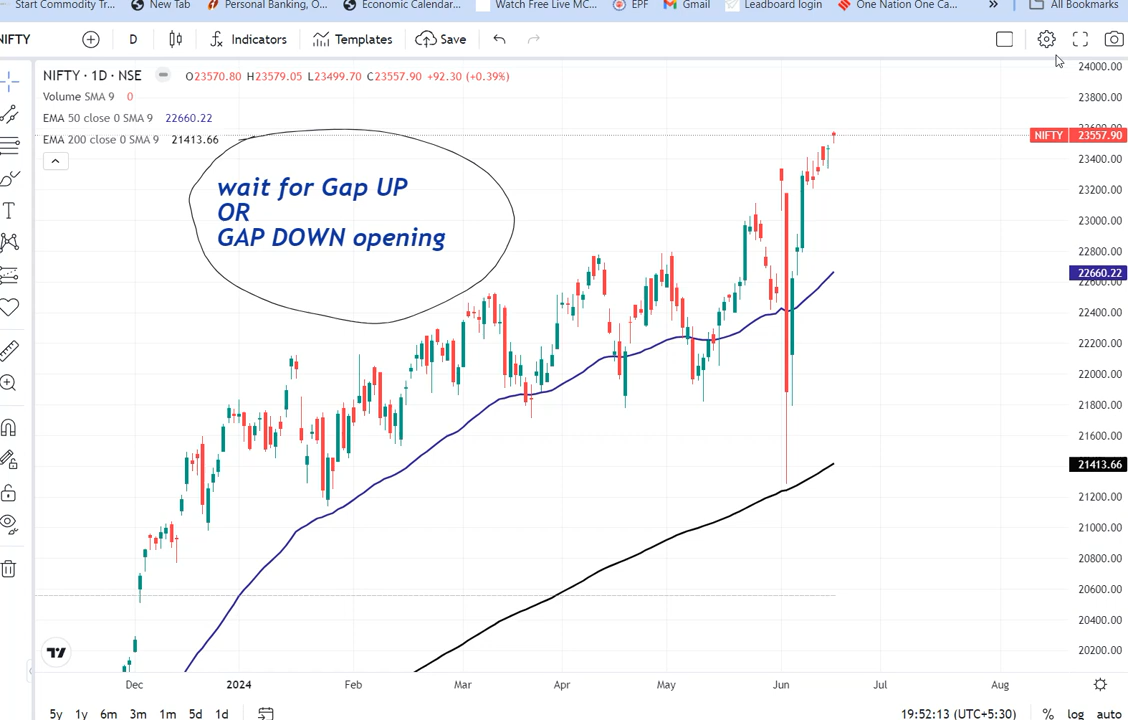 Start Commodity Tr... New Tab Personal Banking, O... Economic Calendar... Watch Free Live MC... EPF Gmail Leadboard login One Nation One Ca... » All Bookmarks
NIFTY D Indicators Templates Save
NIFTY · 1D · NSE O23570.80 H23579.05 L23499.70 C23557.90 +92.30 (+0.39%)
Volume SMA 9 0
EMA 50 close 0 SMA 9 22660.22
EMA 200 close 0 SMA 9 21413.66
wait for Gap UP
OR
GAP DOWN opening
24000.00
23800.00
NIFTY 23557.90
23400.00
23200.00
23000.00
22800.00
22660.22
22600.00
22400.00
22200.00
22000.00
21800.00
21600.00
21413.66
21200.00
21000.00
20800.00
20600.00
20400.00
20200.00
Dec 2024 Feb Mar Apr May Jun Jul Aug
5y 1y 6m 3m 1m 5d 1d 19:52:13 (UTC+5:30) % log auto